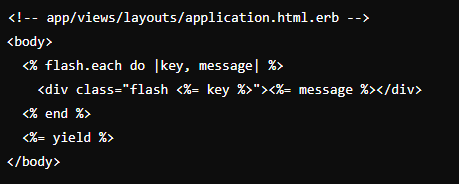 <!-- app/views/layouts/application.html.erb -->
<body>
  <% flash.each do |key, message| %>
    <div class="flash <%= key %>"><%= message %></div>
  <% end %>
  <%= yield %>
</body>